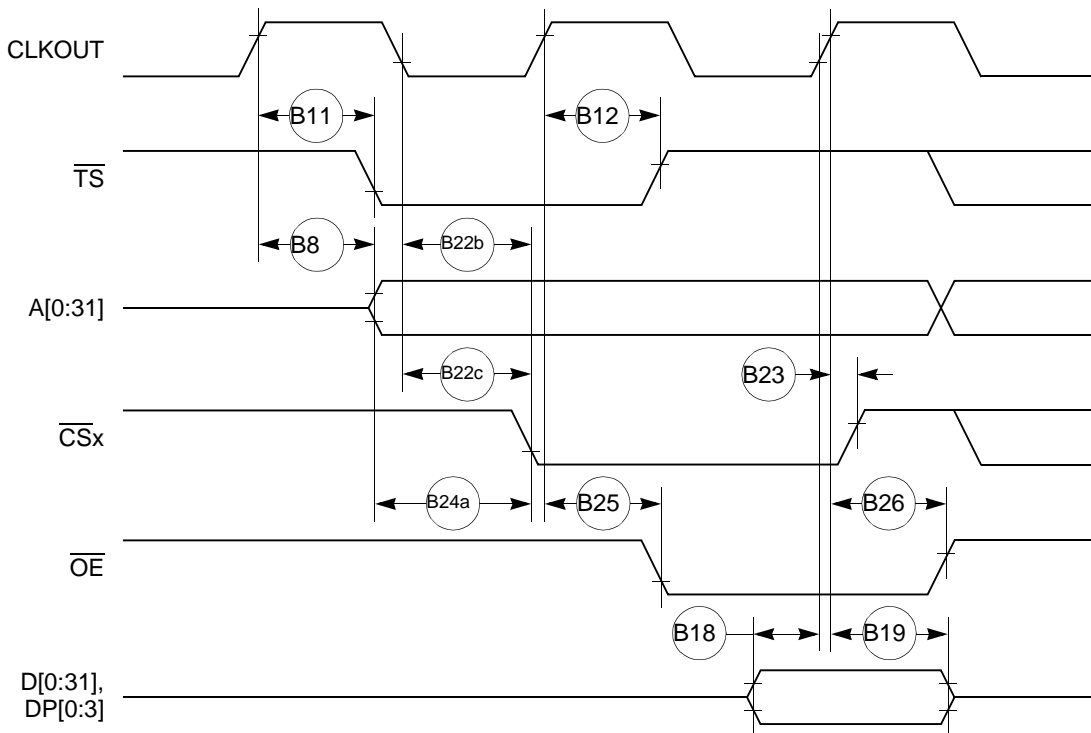 CLKOUT
B11
B12
TS
B8
B22b
A[0:31]
B22c
B23
CSx
B24a
B25
B26
OE
B18
B19
D[0:31],
DP[0:3]